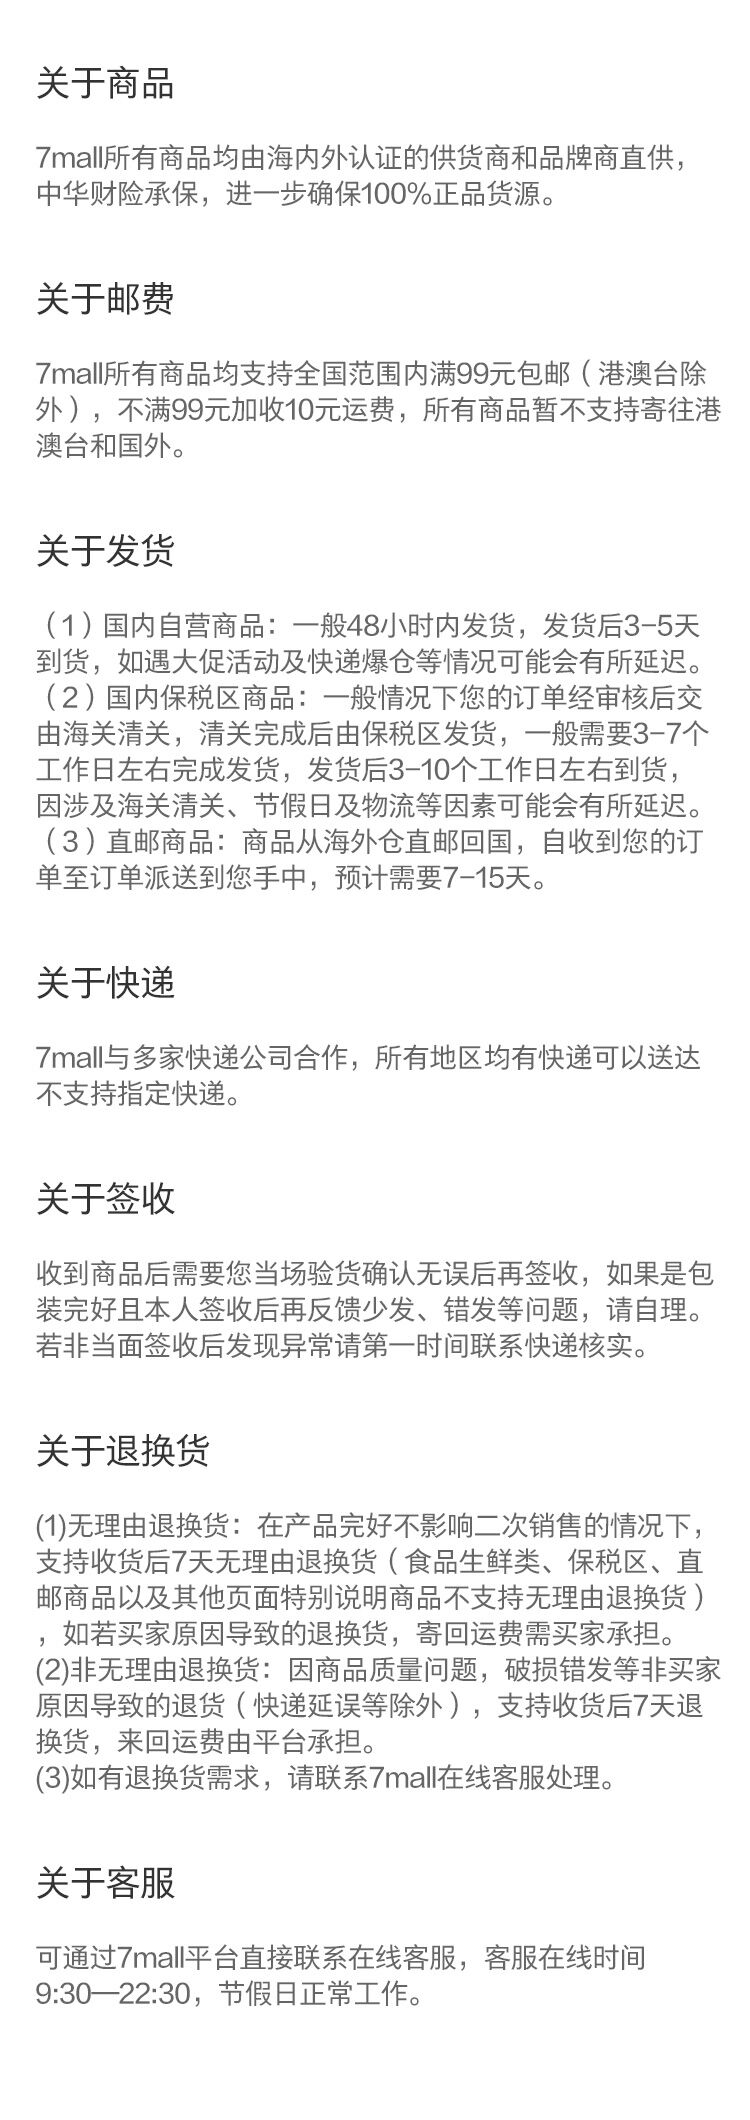 关于商品
7mall所有商品均由海内外认证的供货商和品牌商直供，
中华财险承保，进一步确保100%正品货源。
关于邮费
7mall所有商品均支持全国范围内满99元包邮（港澳台除
外），不满99元加收10元运费，所有商品暂不支持寄往港
澳台和国外。
关于发货
（1）国内自营商品：一般48小时内发货，发货后3-5天
到货，如遇大促活动及快递爆仓等情况可能会有所延迟。
（2）国内保税区商品：一般情况下您的订单经审核后交
由海关清关，清关完成后由保税区发货，一般需要3-7个
工作日左右完成发货，发货后3-10个工作日左右到货，
因涉及海关清关、节假日及物流等因素可能会有所延迟。
（3）直邮商品：商品从海外仓直邮回国，自收到您的订
单至订单派送到您手中，预计需要7-15天。
关于快递
7mall与多家快递公司合作，所有地区均有快递可以送达
不支持指定快递。
关于签收
收到商品后需要您当场验货确认无误后再签收，如果是包
装完好且本人签收后再反馈少发、错发等问题，请自理。
若非当面签收后发现异常请第一时间联系快递核实。
关于退换货
(1)无理由退换货：在产品完好不影响二次销售的情况下，
支持收货后7天无理由退换货（食品生鲜类、保税区、直
邮商品以及其他页面特别说明商品不支持无理由退换货）
，如若买家原因导致的退换货，寄回运费需买家承担。
(2)非无理由退换货：因商品质量问题，破损错发等非买家
原因导致的退货（快递延误等除外），支持收货后7天退
换货，来回运费由平台承担。
(3)如有退换货需求，请联系7mall在线客服处理。
关于客服
可通过7mall平台直接联系在线客服，客服在线时间
9:30—22:30，节假日正常工作。